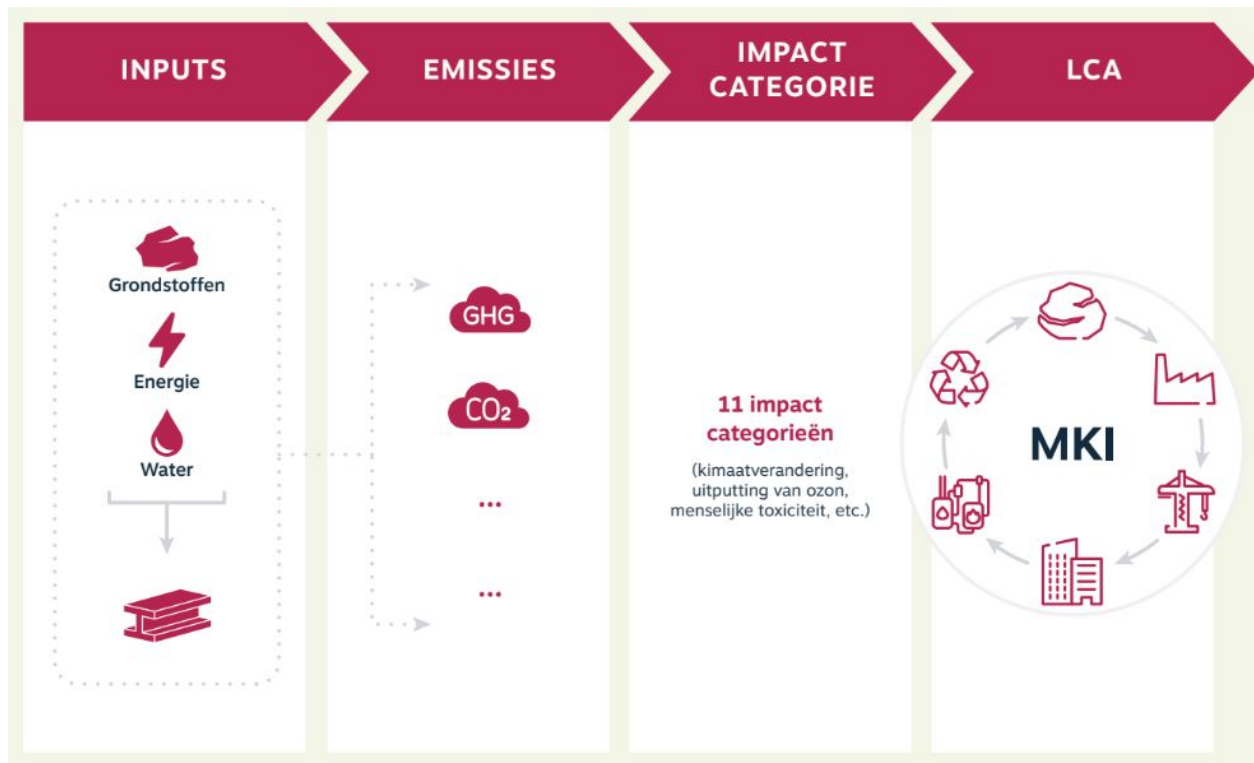 INPUTS
EMISSIES
IMPACT
CATEGORIE
LCA
Grondstoffen
Energie
Water
GHG
CO₂
...
...
11 impact
categorieën
(kimaatverandering,
uitputting van ozon,
menselijke toxiciteit, etc.)
MKI